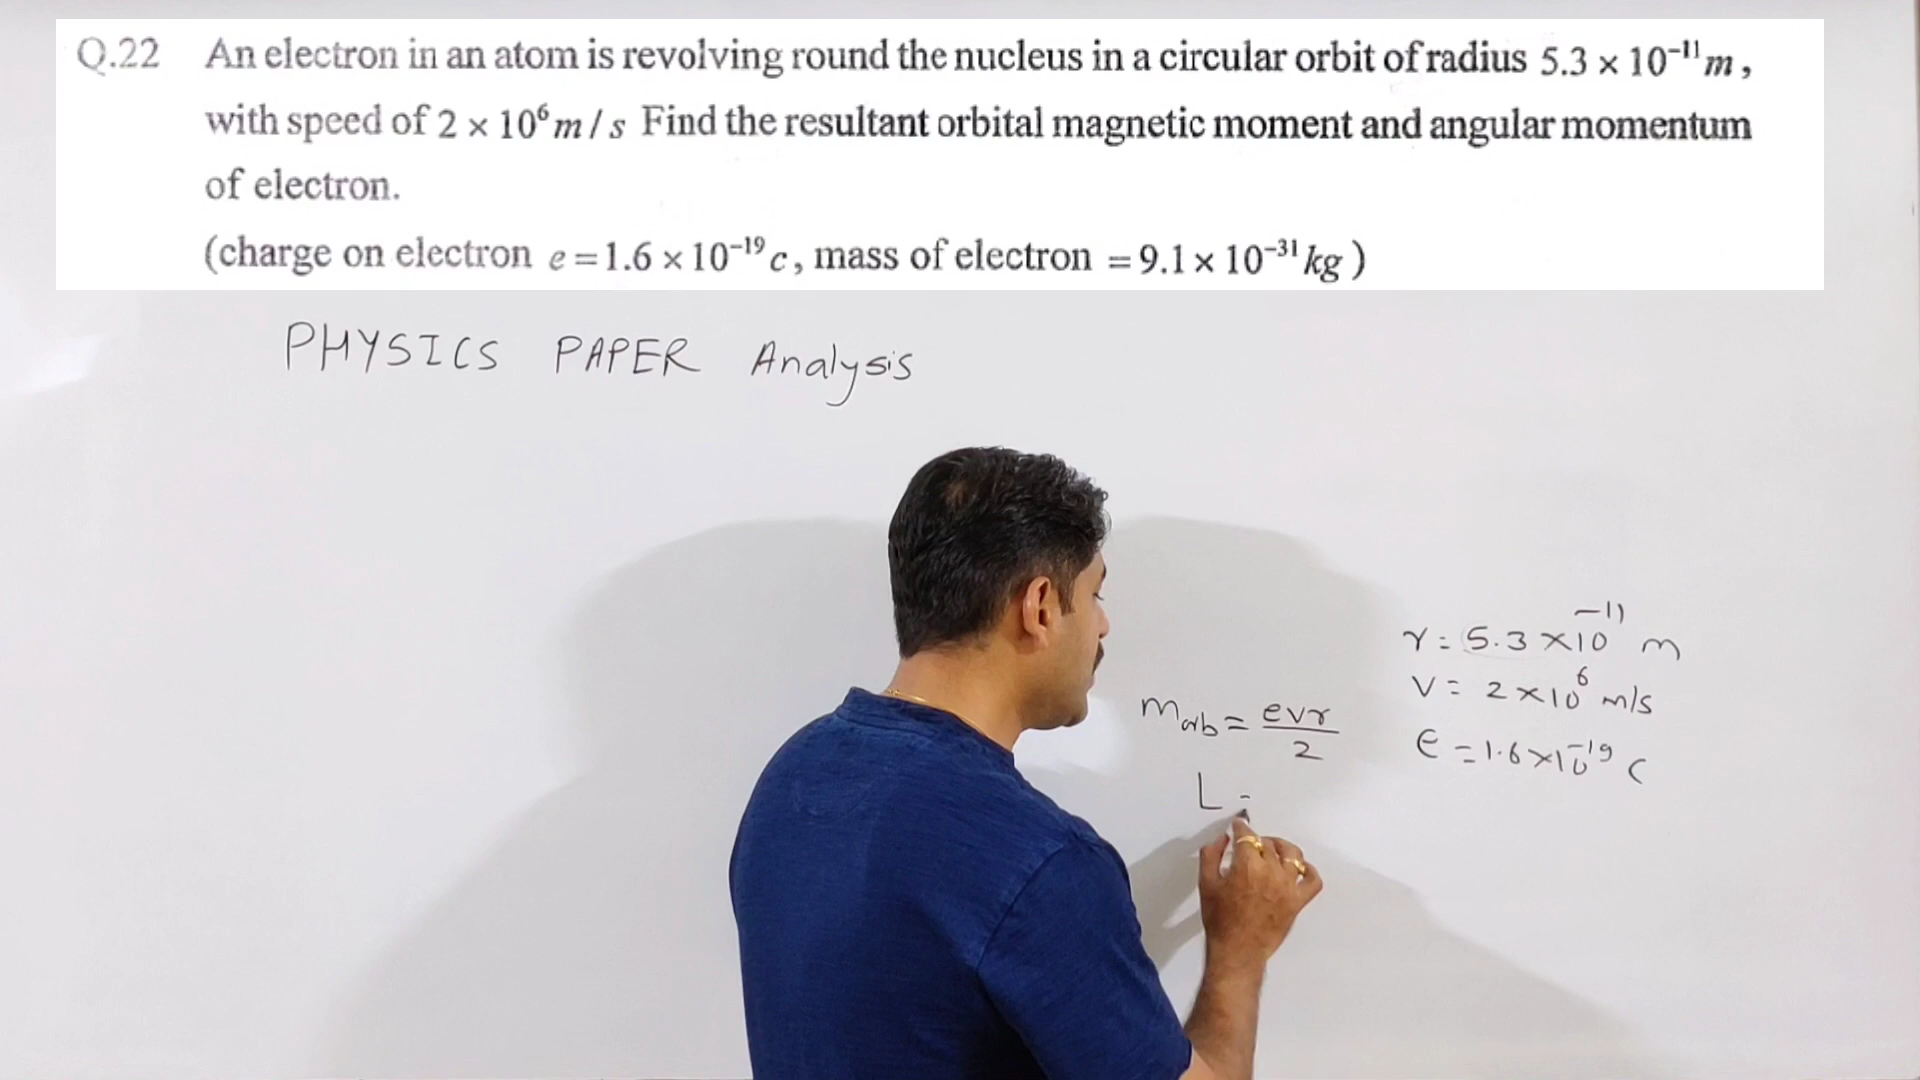 Q.22 An electron in an atom is revolving round the nucleus in a circular orbit of radius 5.3 × 10⁻¹¹ m,
with speed of 2 × 10⁶ m / s Find the resultant orbital magnetic moment and angular momentum
of electron.
(charge on electron e = 1.6 × 10⁻¹⁹ c, mass of electron = 9.1 × 10⁻³¹ kg)
PHYSICS PAPER Analysis
r = 5.3 × 10⁻¹¹ m
v = 2 × 10⁶ m/s
m_orb = evr / 2
e = 1.6 × 10⁻¹⁹ C
L =